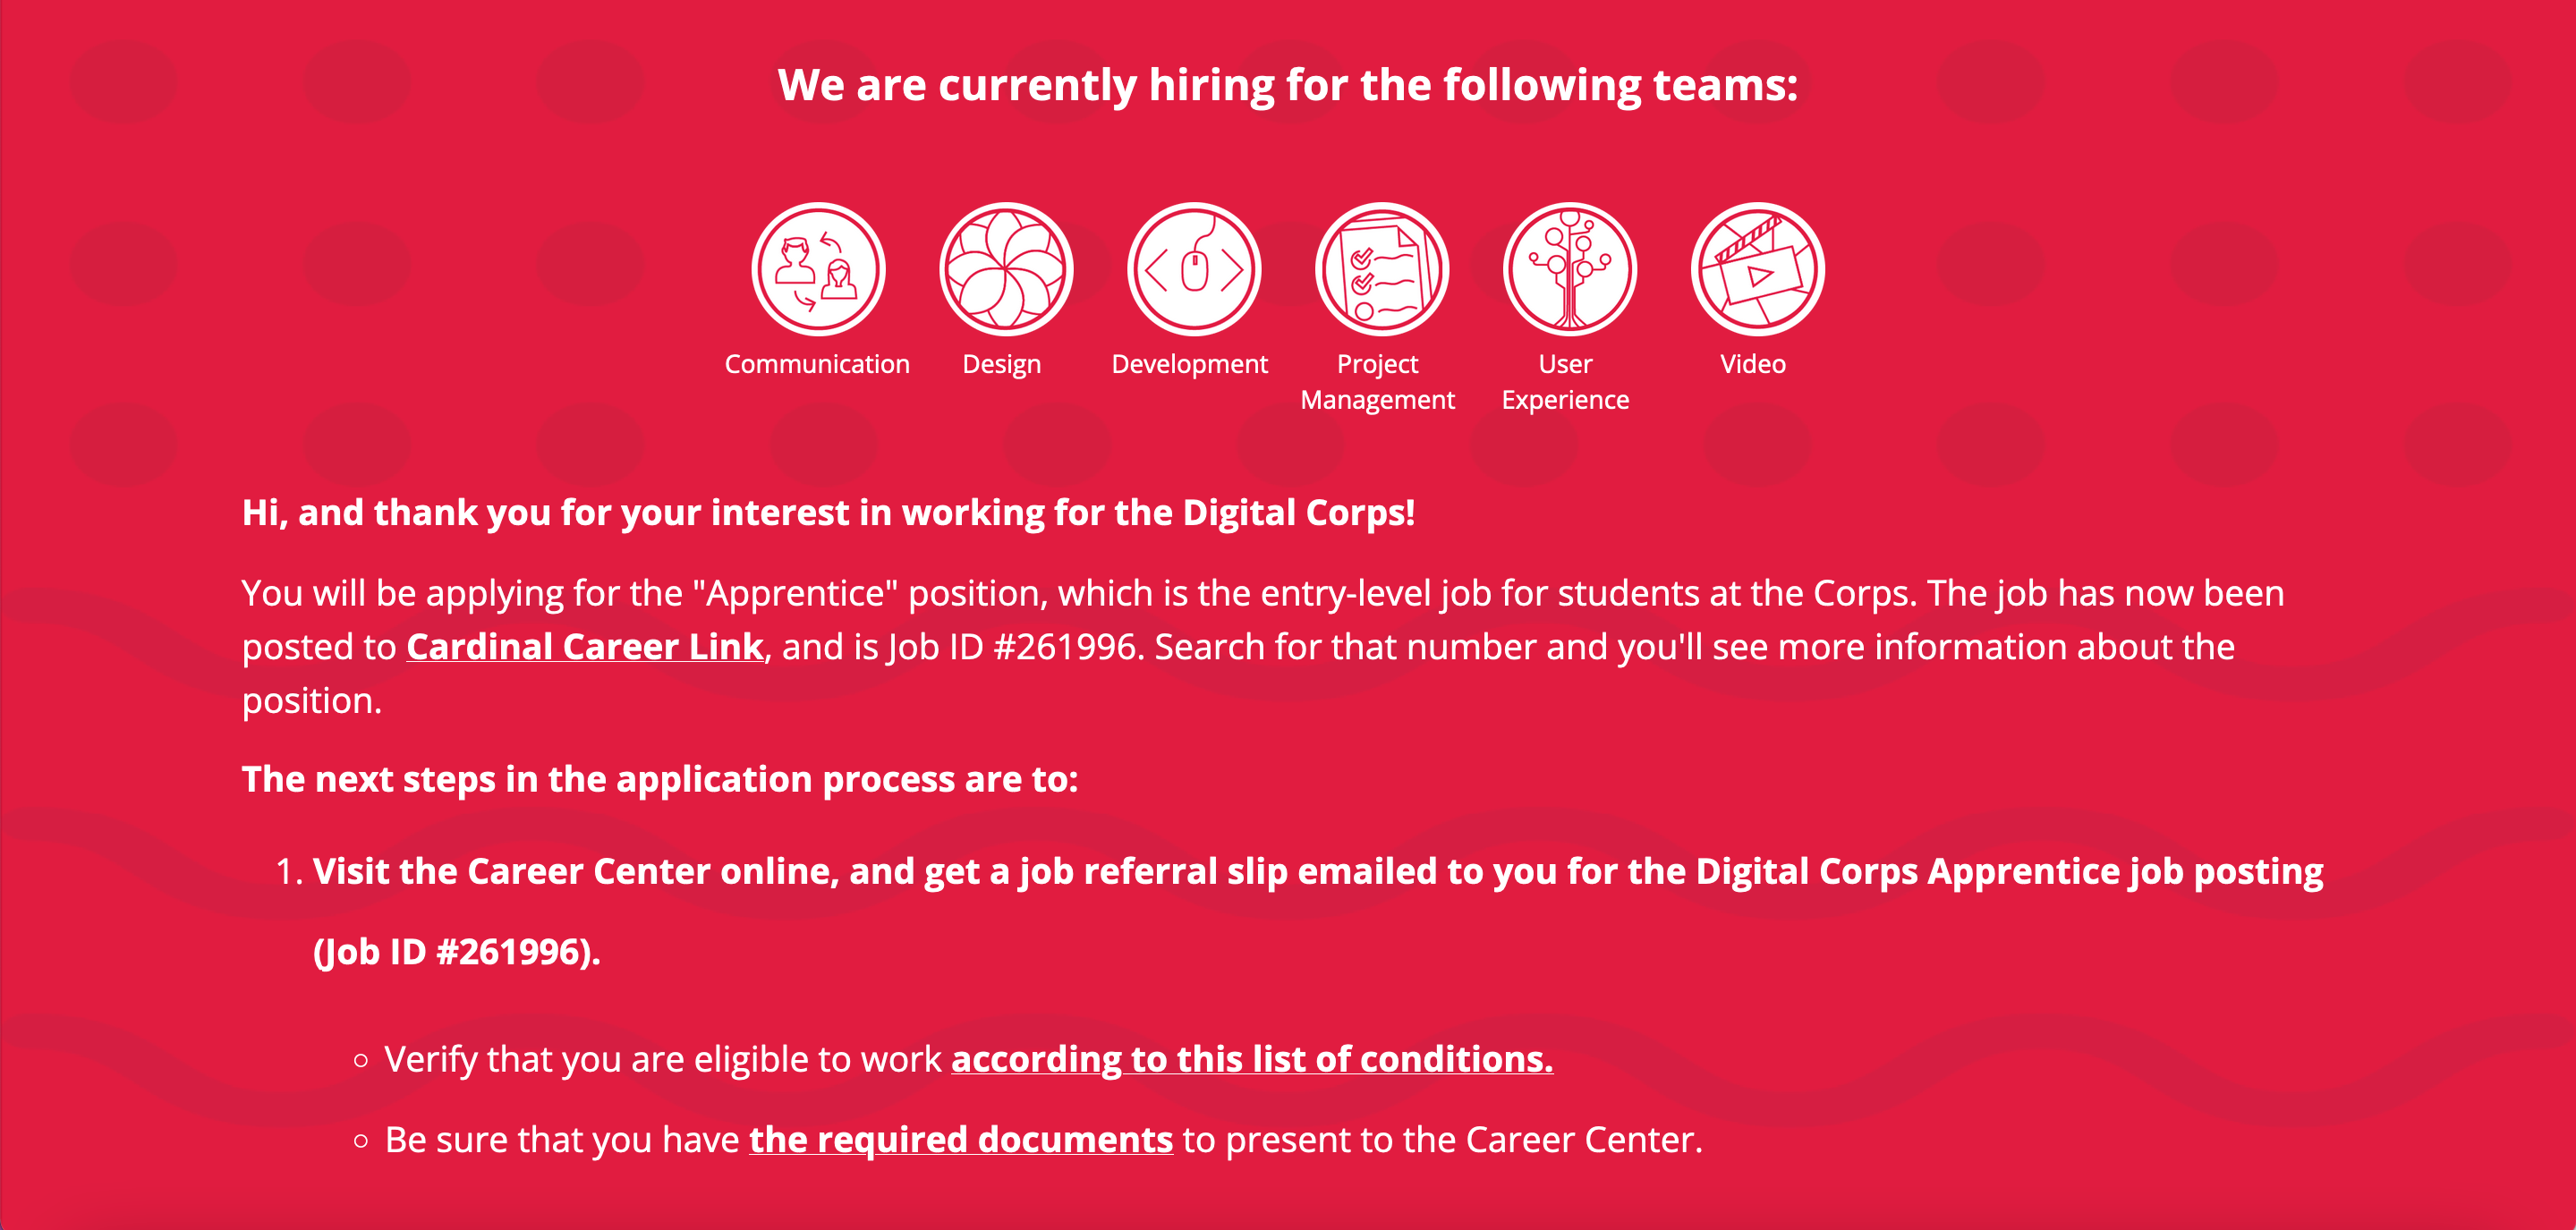 We are currently hiring for the following teams:
Communication
Design
Development
Project
Management
User
Experience
Video
Hi, and thank you for your interest in working for the Digital Corps!
You will be applying for the "Apprentice" position, which is the entry-level job for students at the Corps. The job has now been
posted to Cardinal Career Link, and is Job ID #261996. Search for that number and you'll see more information about the
position.
The next steps in the application process are to:
1. Visit the Career Center online, and get a job referral slip emailed to you for the Digital Corps Apprentice job posting
(Job ID #261996).
◦ Verify that you are eligible to work according to this list of conditions.
◦ Be sure that you have the required documents to present to the Career Center.